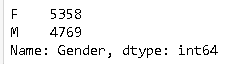 F    5358
M    4769
Name: Gender, dtype: int64